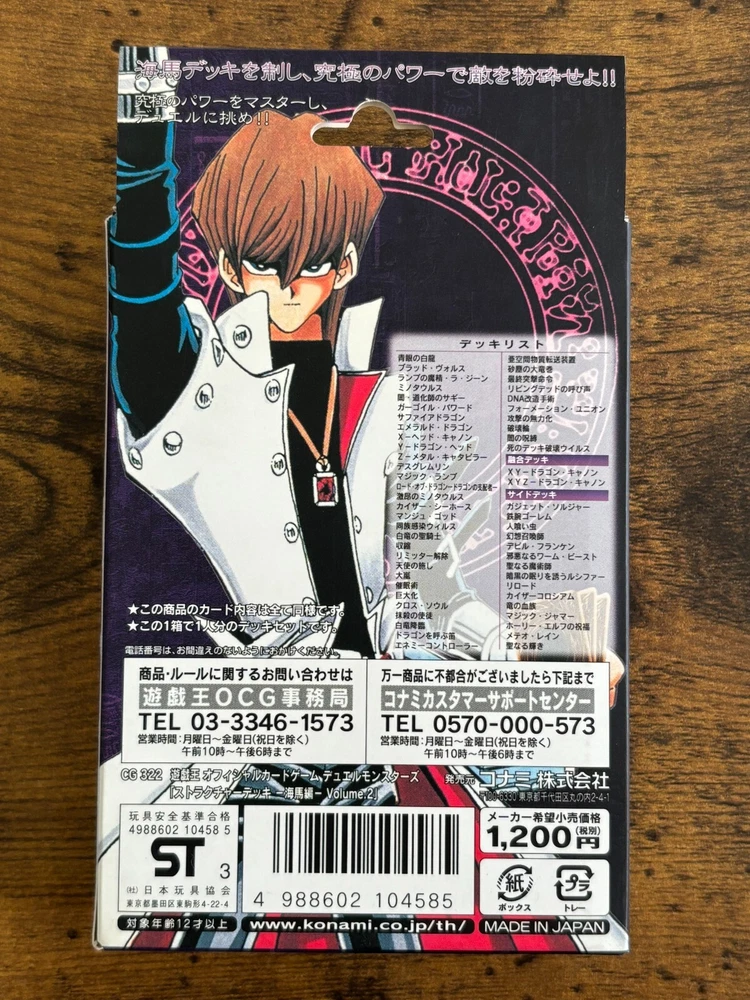 海馬デッキを制し、究極のパワーで敵を粉砕せよ!!
究極のパワーをマスターし、
デュエルに挑め!!
デッキリスト
青眼の白龍
ブラッド・ヴォルス
ランプの魔精・ラ・ジーン
ミノタウルス
闇・道化師のサギー
ガーゴイル・パワード
サファイアドラゴン
エメラルド・ドラゴン
X-ヘッド・キャノン
Y-ドラゴン・ヘッド
Z-メタル・キャタピラー
デスグレムリン
マジック・ランプ
ロード・オブ・ドラゴン-ドラゴンの支配者-
激昂のミノタウルス
カイザー・シーホース
マンジュ・ゴッド
同族感染ウィルス
白竜の聖騎士
収縮
リミッター解除
天使の施し
大嵐
催眠術
巨大化
クロス・ソウル
抹殺の使徒
白竜降臨
ドラゴンを呼ぶ笛
エネミーコントローラー
亜空間物質転送装置
砂塵の大竜巻
最終突撃命令
リビングデッドの呼び声
DNA改造手術
フォーメーション・ユニオン
攻撃の無力化
破壊輪
闇の呪縛
死のデッキ破壊ウイルス
融合デッキ
XY-ドラゴン・キャノン
XYZ-ドラゴン・キャノン
サイドデッキ
ガジェット・ソルジャー
鉄腕ゴーレム
人喰い虫
幻想召喚師
デビル・フランケン
邪悪なるワーム・ビースト
聖なる魔術師
暗黒の眠りを誘うルシファー
リロード
カイザーコロシアム
竜の血族
マジック・ジャマー
ホーリー・エルフの祝福
メテオ・レイン
聖なる輝き
★この商品のカード内容は全て同様です。
★この1箱で1人分のデッキセットです。
電話番号は、お間違えのないようにおかけください。
商品・ルールに関するお問い合わせは
遊戯王OCG事務局
TEL 03-3346-1573
営業時間:月曜日~金曜日(祝日を除く)
午前10時~午後6時まで
万一商品に不都合がございましたら下記まで
コナミカスタマーサポートセンター
TEL 0570-000-573
営業時間:月曜日~金曜日(祝日を除く)
午前10時~午後6時まで
CG 322 遊戯王 オフィシャルカードゲーム デュエルモンスターズ
「ストラクチャーデッキ -海馬編- Volume.2」
発売元 コナミ 株式会社
東京都千代田区丸の内2-4-1
玩具安全基準合格
4988602 10458 5
ST 3
(社) 日本玩具協会
東京都墨田区東駒形4-22-4
対象年齢12才以上
4 988602 104585
www.konami.co.jp/th/
メーカー希望小売価格
1,200円(税別)
紙
ボックス
プラ
トレー
MADE IN JAPAN